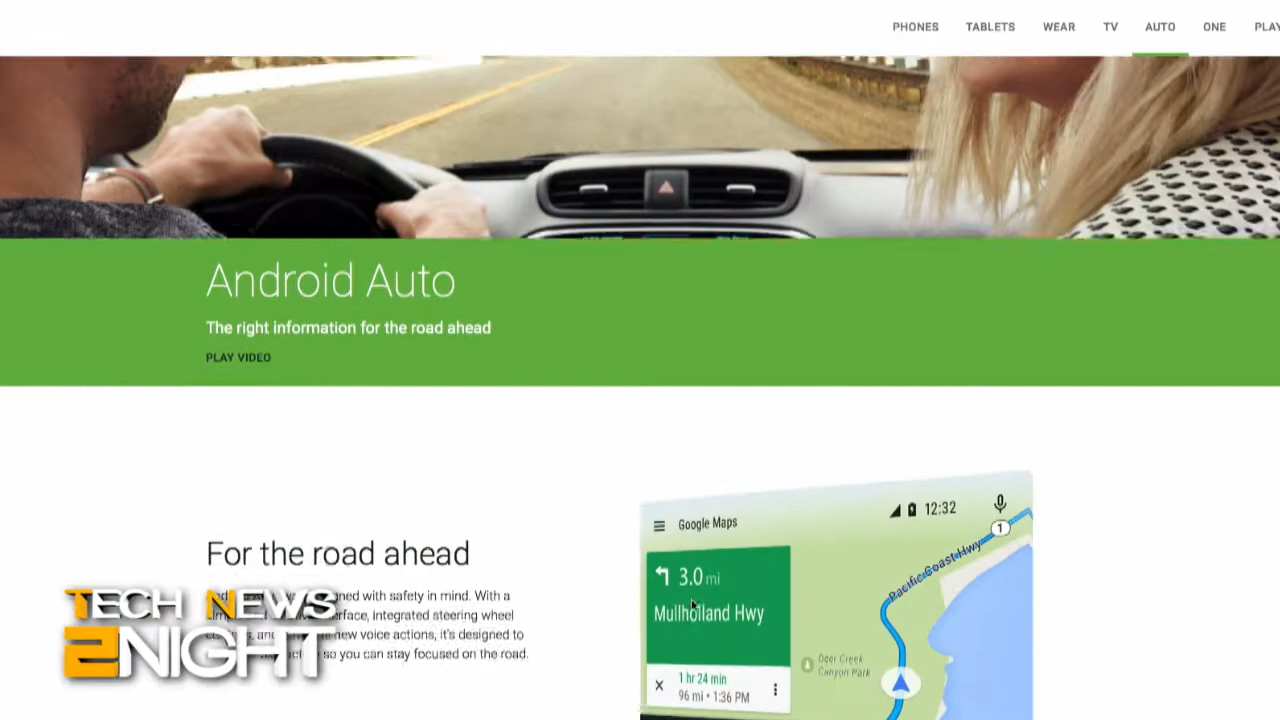 PHONES TABLETS WEAR TV AUTO ONE
Android Auto
The right information for the road ahead
PLAY VIDEO
For the road ahead
ned with safety in mind. With a
erface, integrated steering wheel
new voice actions, it's designed to
so you can stay focused on the road.
TECH NEWS
2NIGHT
Google Maps
12:32
1
3.0 mi
Mullholland Hwy
Pacific Coast Hwy
Deer Creek
Canyon Park
1 hr 24 min
96 mi • 1:36 PM